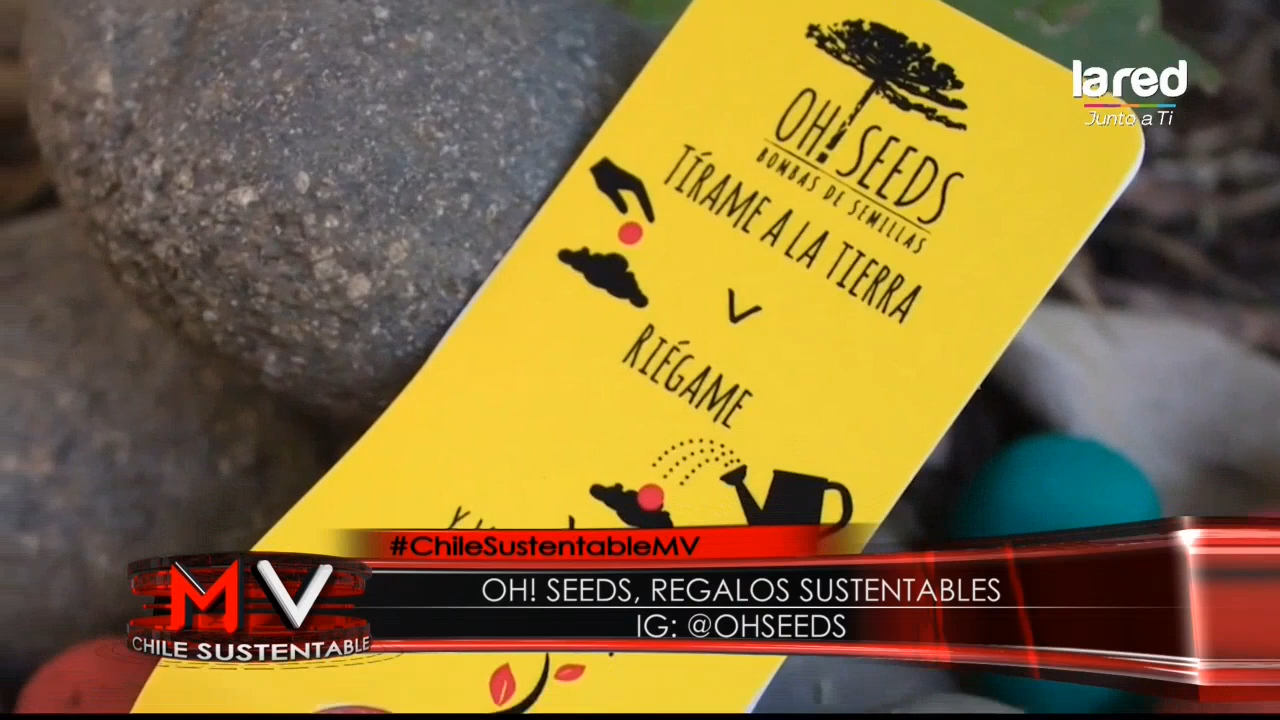 lared
Junto a Ti
OH! SEEDS
BOMBAS DE SEMILLAS
TÍRAME A LA TIERRA
RIÉGAME
#ChileSustentableMV
MV
CHILE SUSTENTABLE
OH! SEEDS, REGALOS SUSTENTABLES
IG: @OHSEEDS